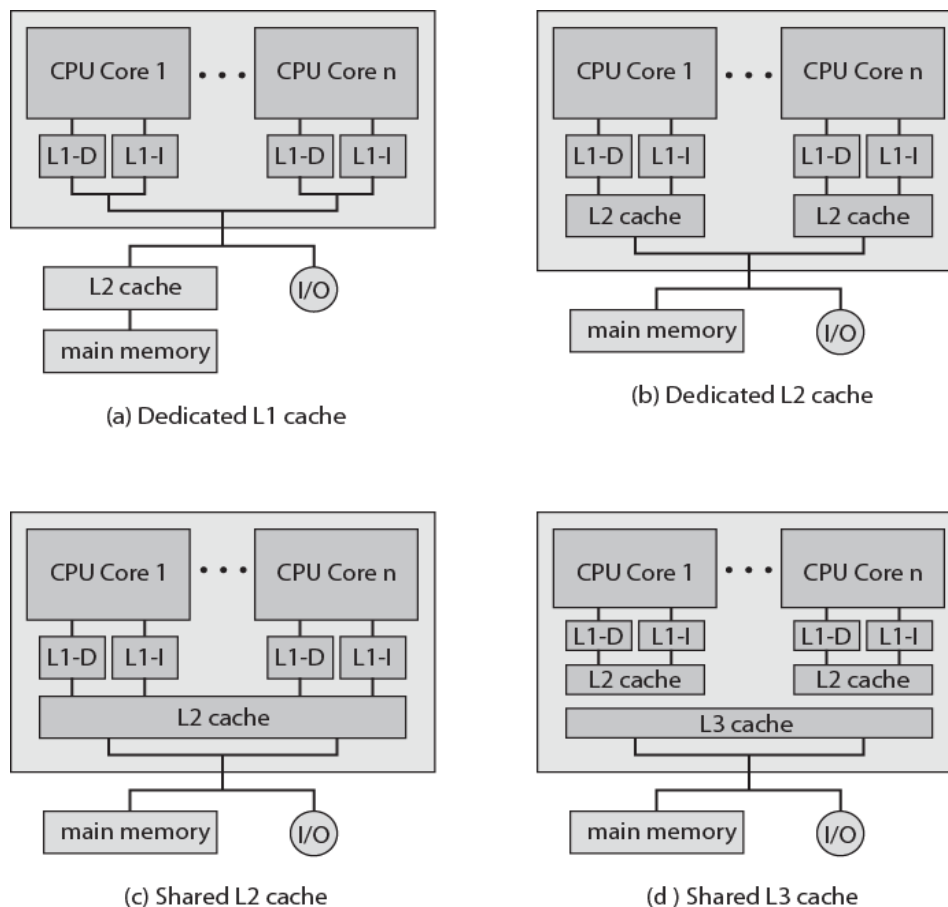 CPU Core 1 • • • CPU Core n
L1-D L1-I L1-D L1-I
L2 cache I/O
main memory
(a) Dedicated L1 cache
CPU Core 1 • • • CPU Core n
L1-D L1-I L1-D L1-I
L2 cache L2 cache
main memory I/O
(b) Dedicated L2 cache
CPU Core 1 • • • CPU Core n
L1-D L1-I L1-D L1-I
L2 cache
main memory I/O
(c) Shared L2 cache
CPU Core 1 • • • CPU Core n
L1-D L1-I L1-D L1-I
L2 cache L2 cache
L3 cache
main memory I/O
(d ) Shared L3 cache